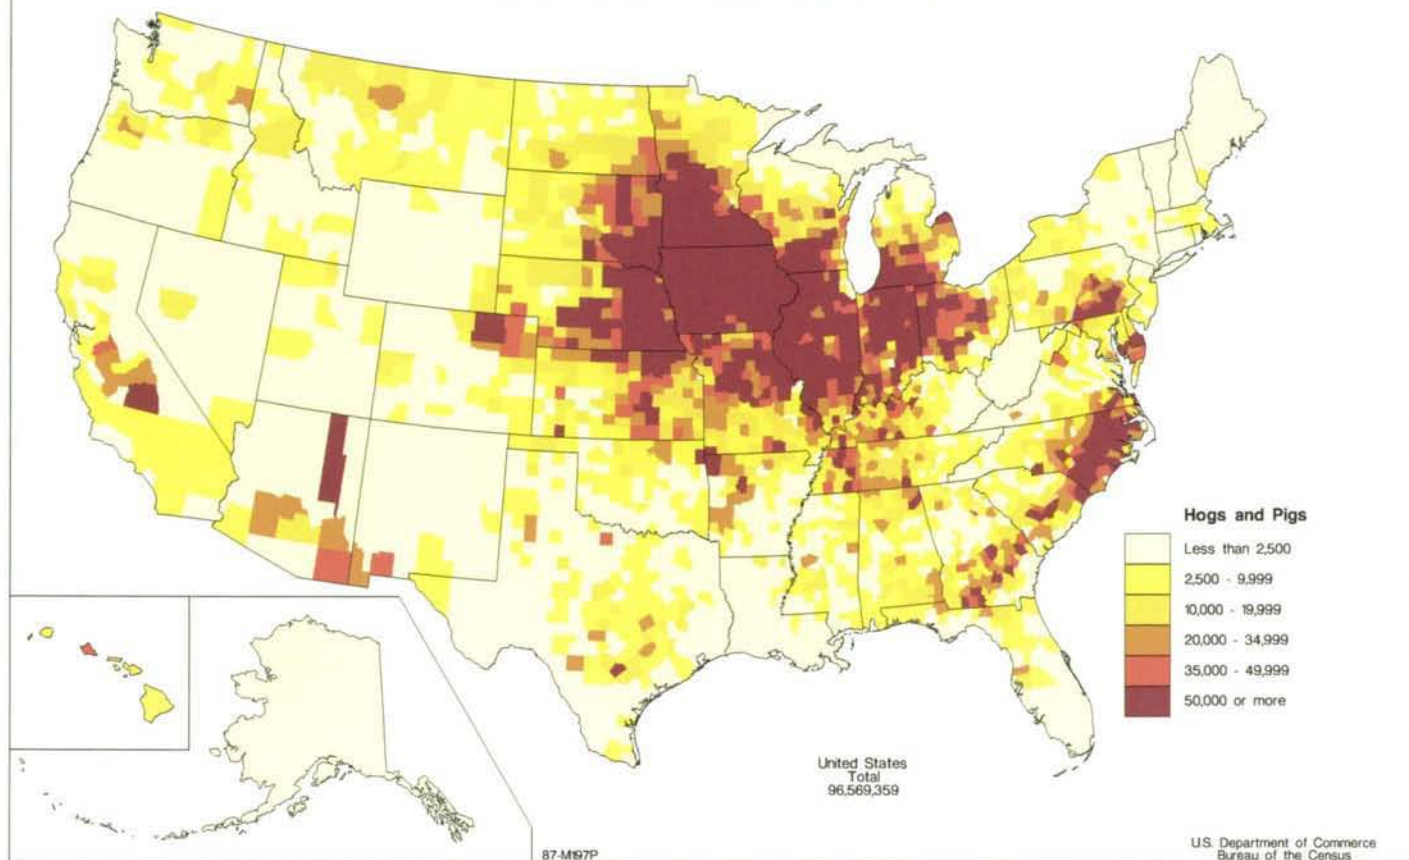 Hogs and Pigs
Less than 2,500
2,500 - 9,999
10,000 - 19,999
20,000 - 34,999
35,000 - 49,999
50,000 or more
United States
Total
96,569,359
87-M197P
U.S. Department of Commerce
Bureau of the Census